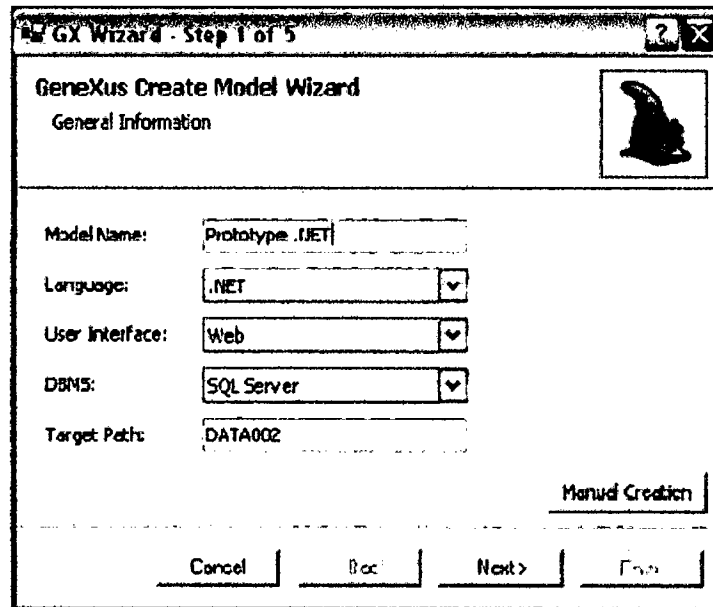 GX Wizard - Step 1 of 5
GeneXus Create Model Wizard
General Information
Model Name: Prototype .NET
Language: .NET
User Interface: Web
DBMS: SQL Server
Target Path: DATA002
Manual Creation
Cancel Next >